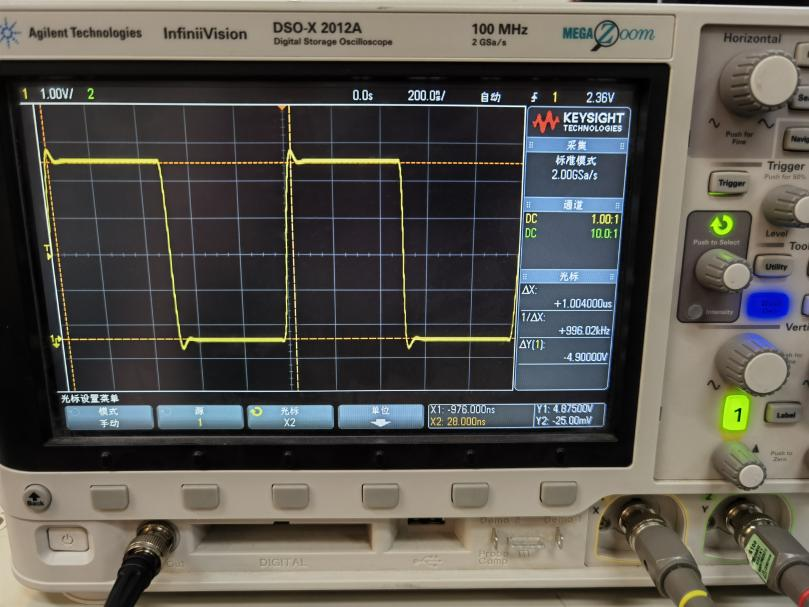 Agilent Technologies InfiniiVision DSO-X 2012A 100 MHz MEGA Zoom
Digital Storage Oscilloscope 2 GSa/s
1 1.00V/ 2 0.0s 200.0ns/ 自动 1 2.36V
KEYSIGHT
TECHNOLOGIES
采集
标准模式
2.00GSa/s
通道
DC 1.00:1
DC 10.0:1
光标
ΔX:
+1.004000us
1/ΔX:
+996.02kHz
ΔY(1):
-4.90000V
光标设置菜单
模式
手动
源
1
光标
X2
单位
X1: -976.000ns Y1: 4.87500V
X2: 28.000ns Y2: -25.00mV
Horizontal
Push for
Fine
Trigger
Push for 50%
Trigger
Level
Push to Select
Intensity
Utility
1
Label
Push to
Zero
Back
DIGITAL
Demo 2
Demo 1
Probe
Comp
X
Y